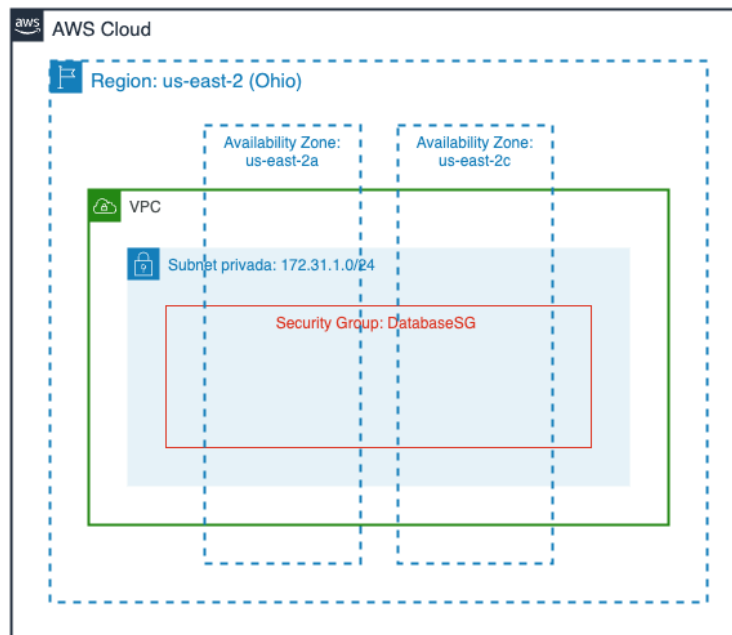 aws
AWS Cloud
Region: us-east-2 (Ohio)
Availability Zone:
us-east-2a
Availability Zone:
us-east-2c
VPC
Subnet privada: 172.31.1.0/24
Security Group: DatabaseSG